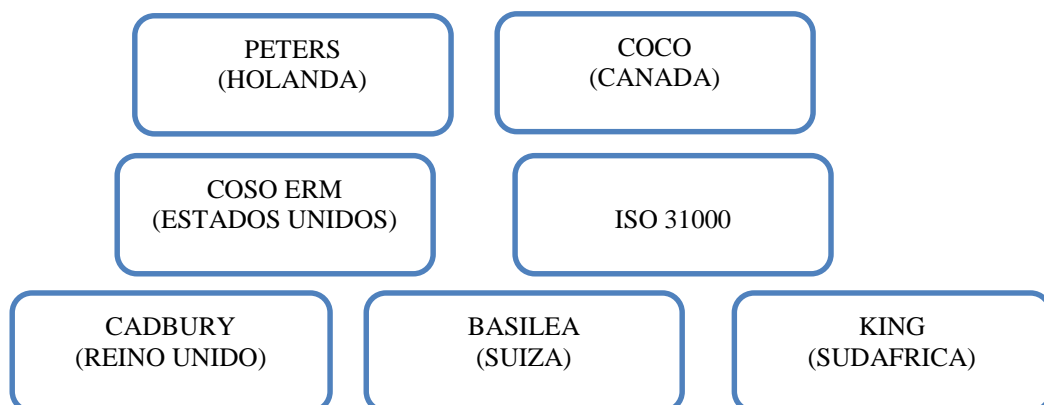 PETERS
(HOLANDA)
COCO
(CANADA)
COSO ERM
(ESTADOS UNIDOS)
ISO 31000
CADBURY
(REINO UNIDO)
BASILEA
(SUIZA)
KING
(SUDAFRICA)